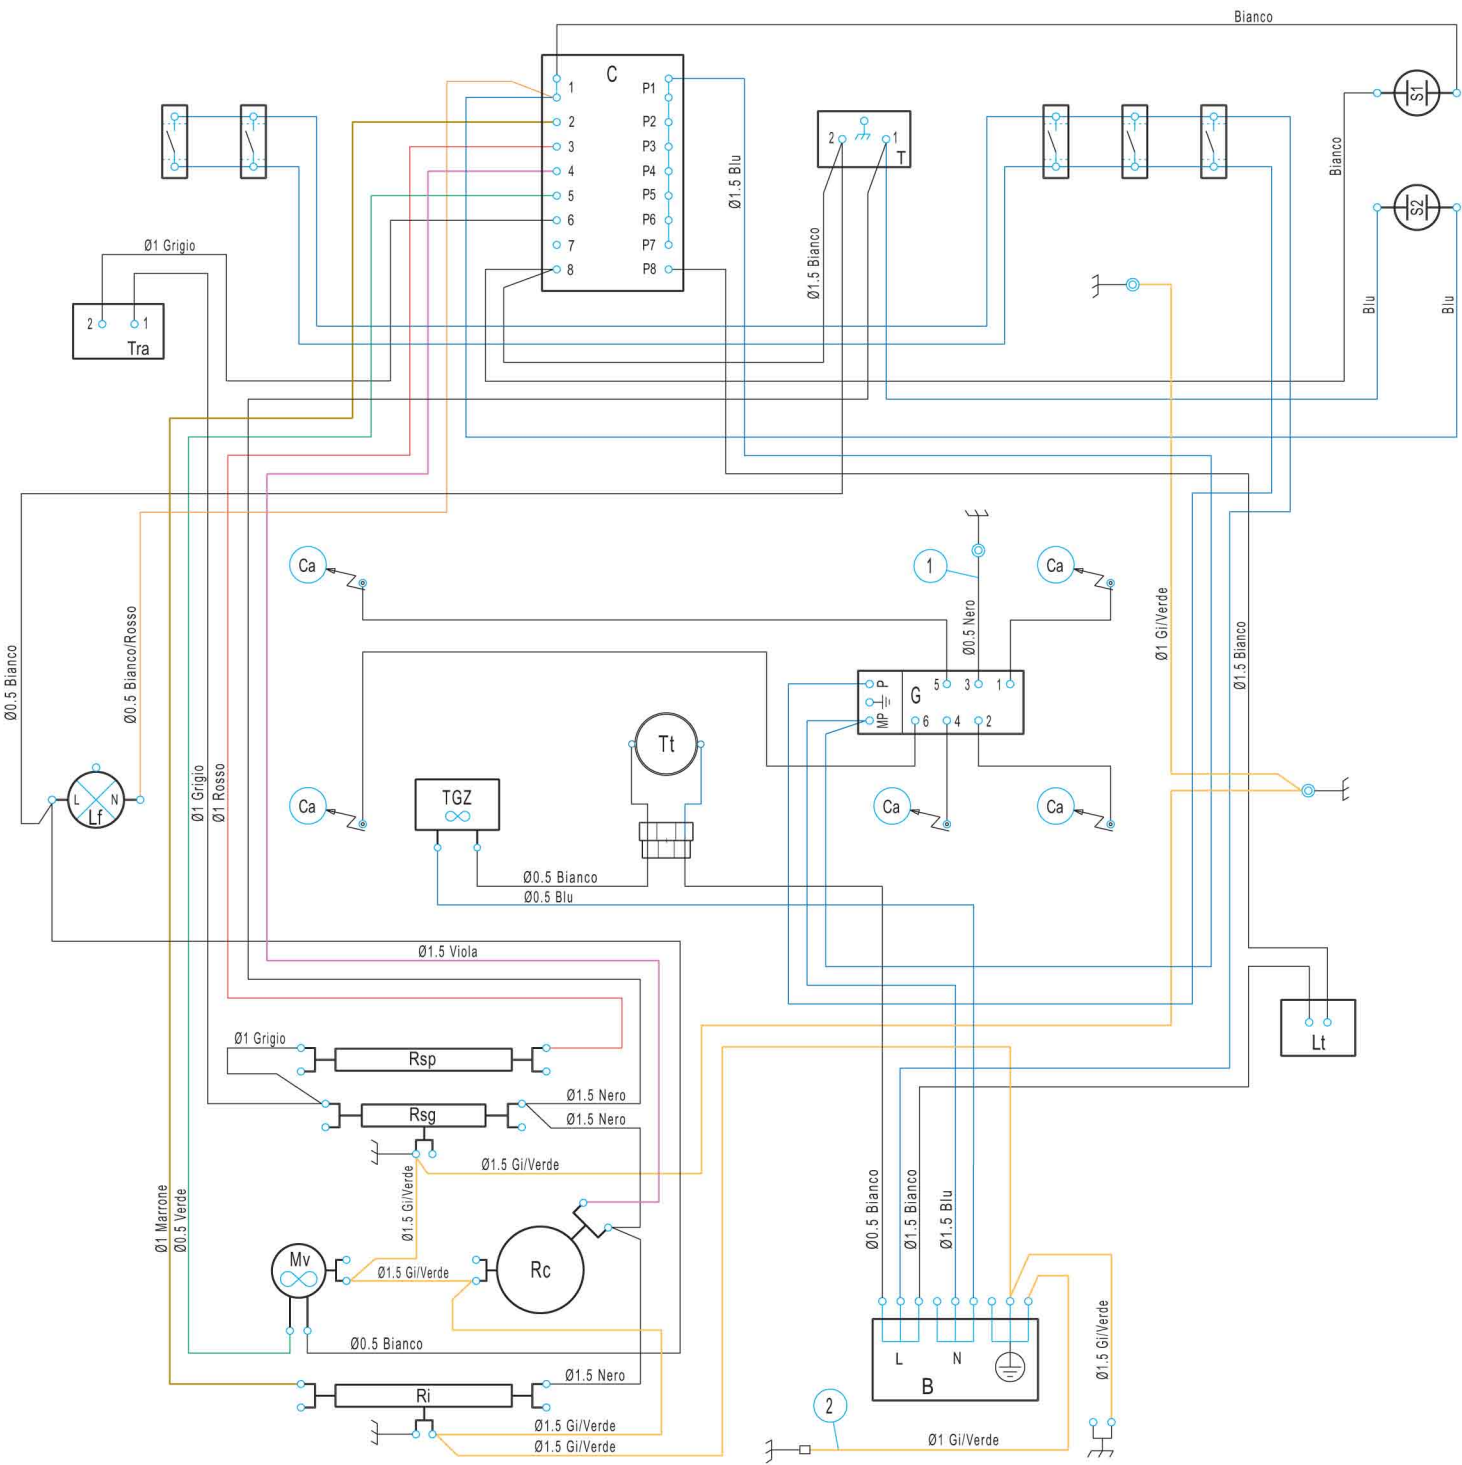 Bianco
C
1
2
3
4
5
6
7
8
P1
P2
P3
P4
P5
P6
P7
P8
Ø1.5 Blu
2
1
T
Ø1.5 Bianco
S1
Bianco
S2
Blu
Blu
Ø1 Grigio
2
1
Tra
Ca
1
Ca
Ø0.5 Nero
Ø1 Gi/Verde
Ø1.5 Bianco
Ø0.5 Bianco
Ø0.5 Bianco/Rosso
P
MP
G
5
3
1
6
4
2
Tt
Ø1 Grigio
Ø1 Rosso
L
N
Lf
TGZ
Ca
Ca
Ca
Ø0.5 Bianco
Ø0.5 Blu
Ø1.5 Viola
Lt
Ø1 Grigio
Rsp
Rsg
Ø1.5 Nero
Ø1.5 Nero
Ø1.5 Gi/Verde
Ø1.5 Gi/Verde
Ø1 Marrone
Ø0.5 Verde
Mv
Ø1.5 Gi/Verde
Rc
Ø0.5 Bianco
Ø0.5 Bianco
Ø1.5 Bianco
Ø1.5 Blu
L
N
B
Ø1.5 Gi/Verde
Ri
Ø1.5 Nero
Ø1.5 Gi/Verde
Ø1.5 Gi/Verde
2
Ø1 Gi/Verde